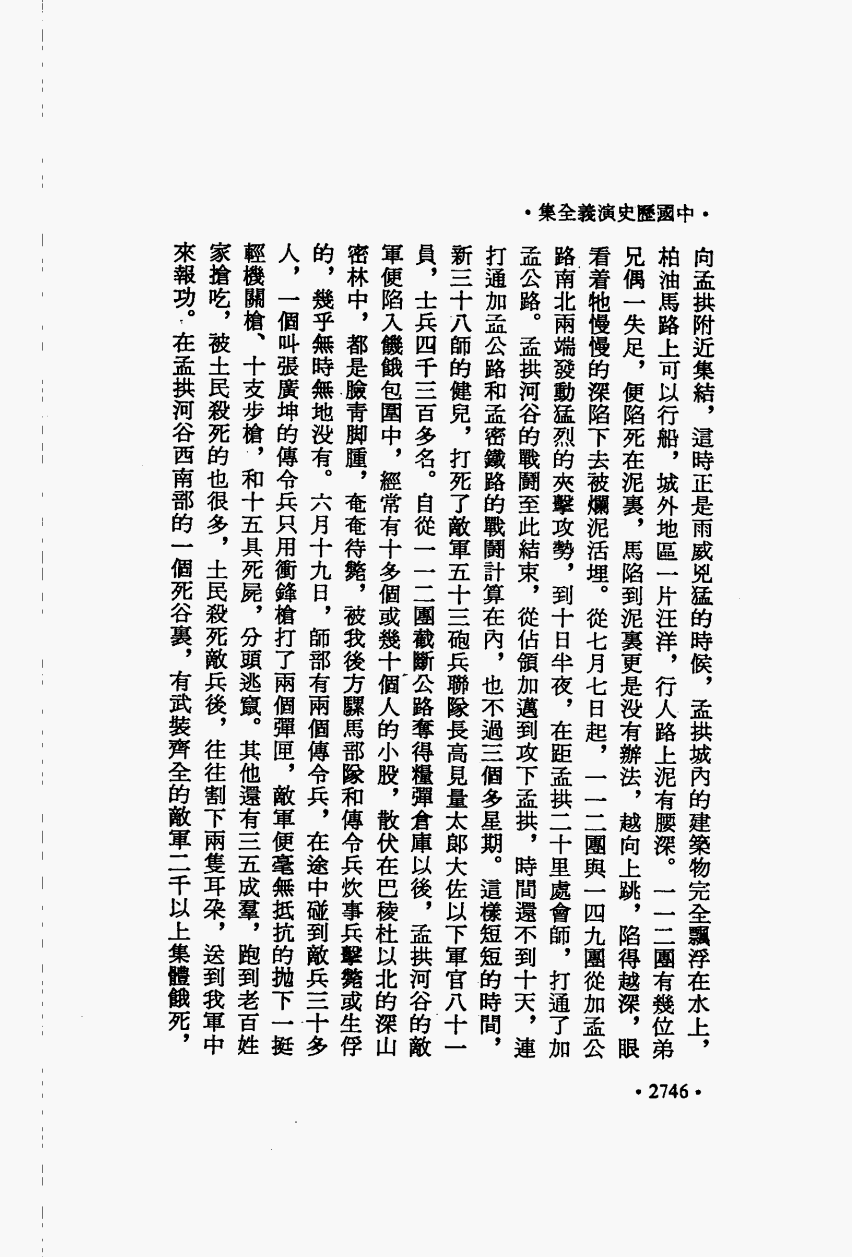 •中國歷史演義全集•
向孟拱附近集結，這時正是雨威兇猛的時候，孟拱城內的建築物完全飄浮在水上，
柏油馬路上可以行船，城外地區一片汪洋，行人路上泥有腰深。一一二團有幾位弟
兄偶一失足，便陷死在泥裏，馬陷到泥裏更是没有辦法，越向上跳，陷得越深，眼
看着牠慢慢的深陷下去被爛泥活埋。從七月七日起，一一二團與一四九團從加孟公
路南北兩端發動猛烈的夾擊攻勢，到十日半夜，在距孟拱二十里處會師，打通了加
孟公路。孟拱河谷的戰鬪至此結束，從佔領加邁到攻下孟拱，時間還不到十天，連
打通加孟公路和孟密鐵路的戰鬪計算在內，也不過三個多星期。這樣短短的時間，
新三十八師的健兒，打死了敵軍五十三砲兵聯隊長高見量太郎大佐以下軍官八十一
員，士兵四千三百多名。自從一一二團截斷公路奪得糧彈倉庫以後，孟拱河谷的敵
軍便陷入饑餓包圍中，經常有十多個或幾十個人的小股，散伏在巴稜杜以北的深山
密林中，都是臉青脚腫，奄奄待斃，被我後方騾馬部隊和傳令兵炊事兵擊斃或生俘
的，幾乎無時無地没有。六月十九日，師部有兩個傳令兵，在途中碰到敵兵三十多
人，一個叫張廣坤的傳令兵只用衝鋒槍打了兩個彈匣，敵軍便毫無抵抗的抛下一挺
輕機關槍、十支步槍，和十五具死屍，分頭逃竄。其他還有三五成羣，跑到老百姓
家搶吃，被土民殺死的也很多，土民殺死敵兵後，往往割下兩隻耳朶，送到我軍中
來報功。在孟拱河谷西南部的一個死谷裏，有武裝齊全的敵軍二千以上集體餓死，
•2746•